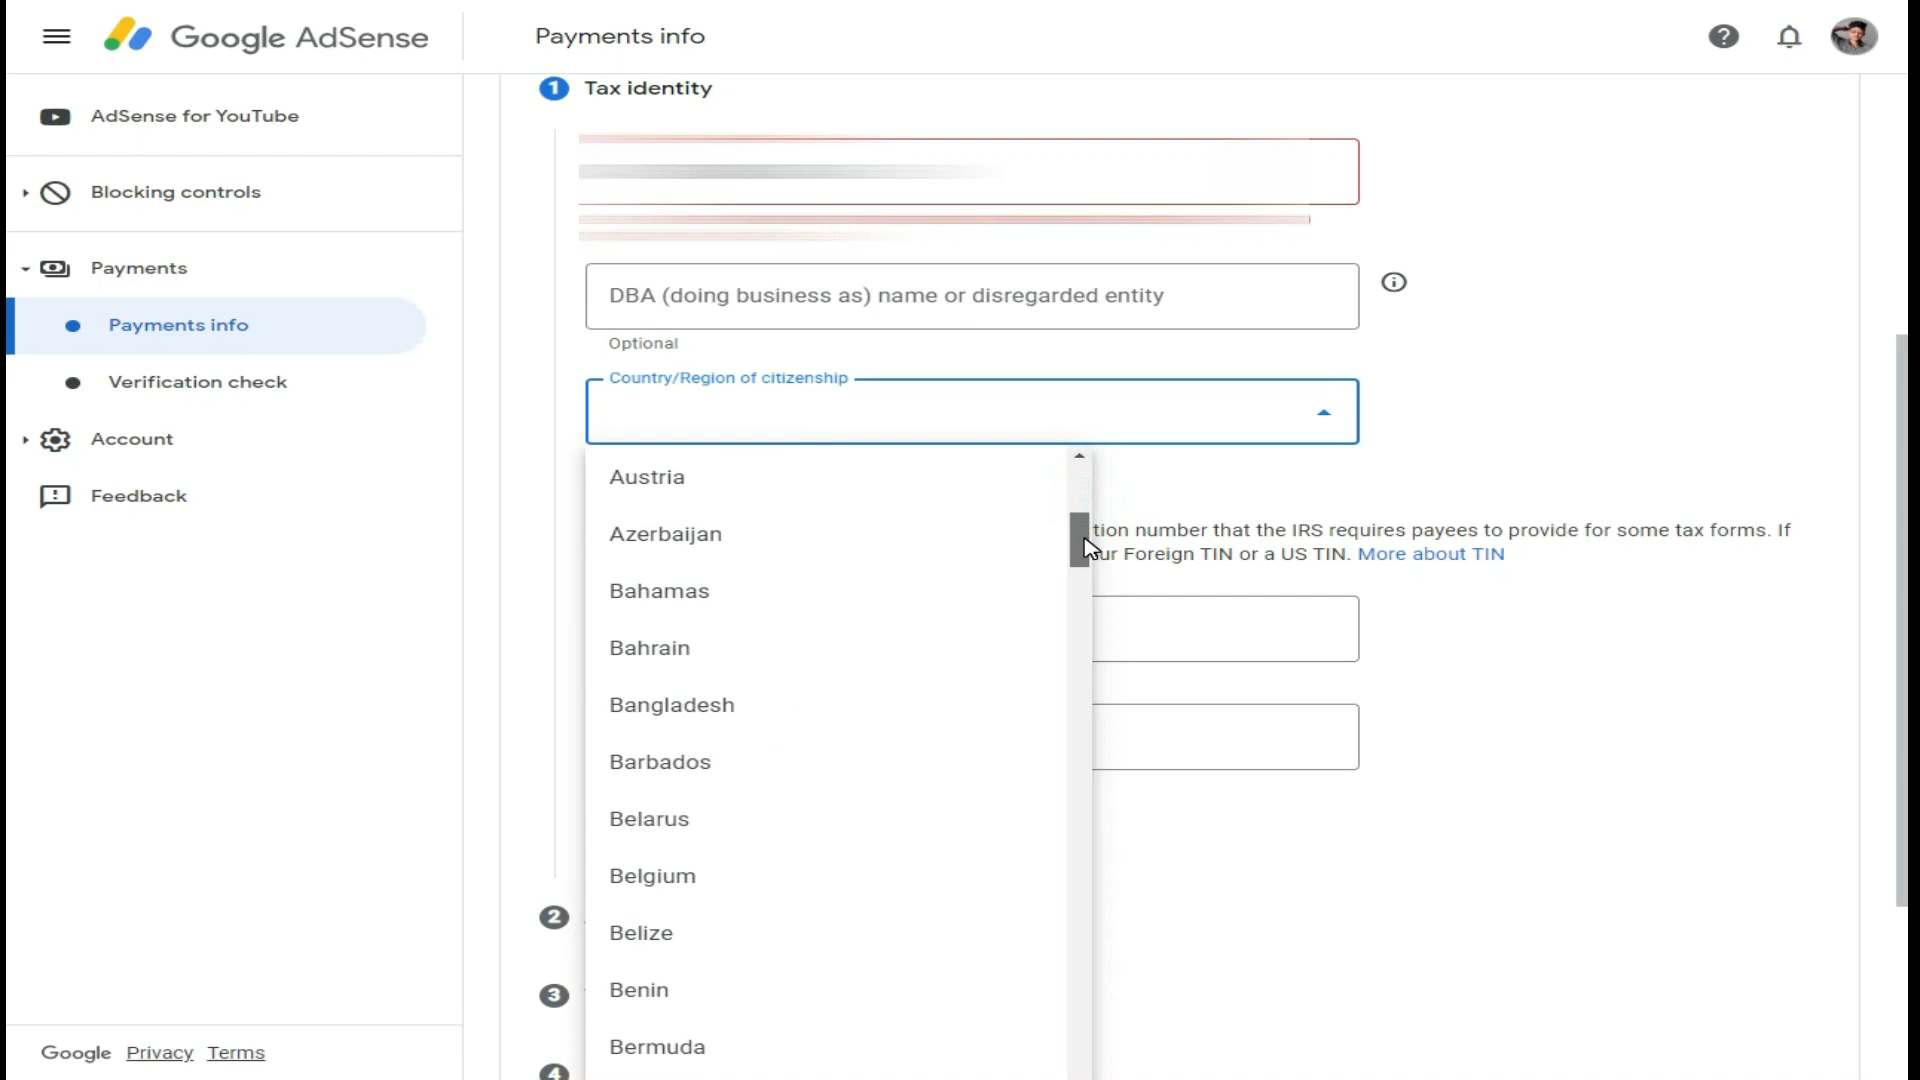 Google AdSense
Payments info
AdSense for YouTube
Blocking controls
Payments
Payments info
Verification check
Account
Feedback
Google Privacy Terms
1 Tax identity
DBA (doing business as) name or disregarded entity
Optional
Country/Region of citizenship
Austria
Azerbaijan
Bahamas
Bahrain
Bangladesh
Barbados
Belarus
Belgium
Belize
Benin
Bermuda
tion number that the IRS requires payees to provide for some tax forms. If
ur Foreign TIN or a US TIN. More about TIN
2
3
4